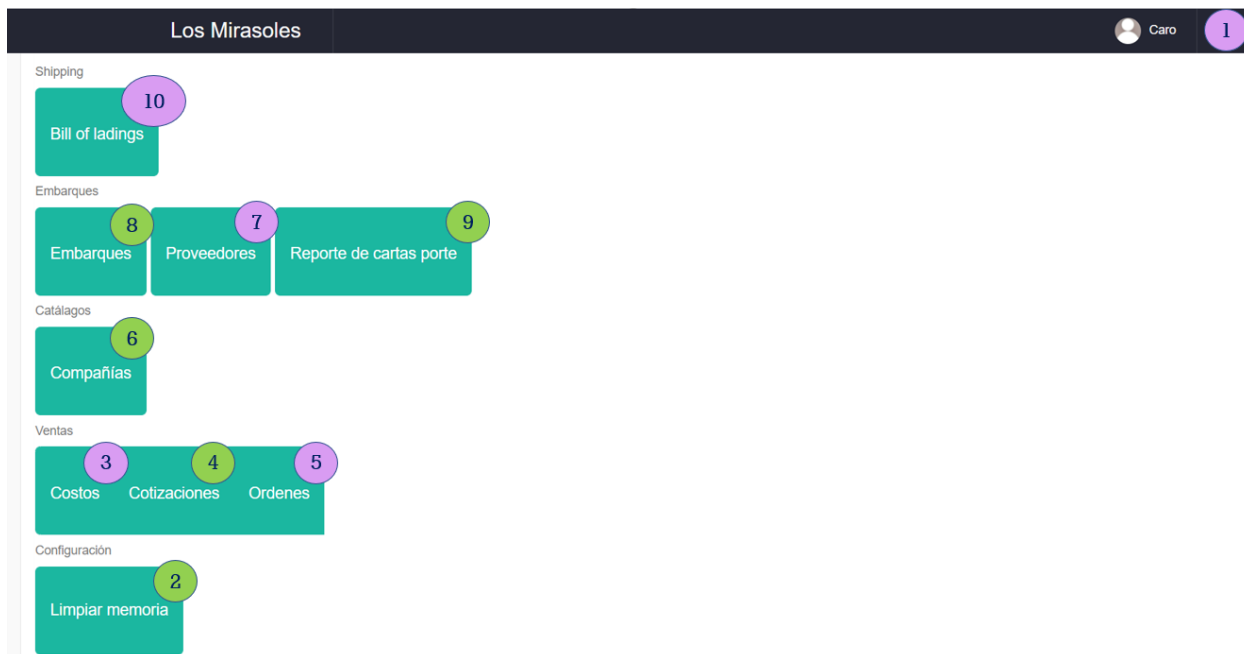 Los Mirasoles
Caro
1
Shipping
10
Bill of ladings
Embarques
8 7 9
Embarques Proveedores Reporte de cartas porte
Catálagos
6
Compañías
Ventas
3 4 5
Costos Cotizaciones Ordenes
Configuración
2
Limpiar memoria